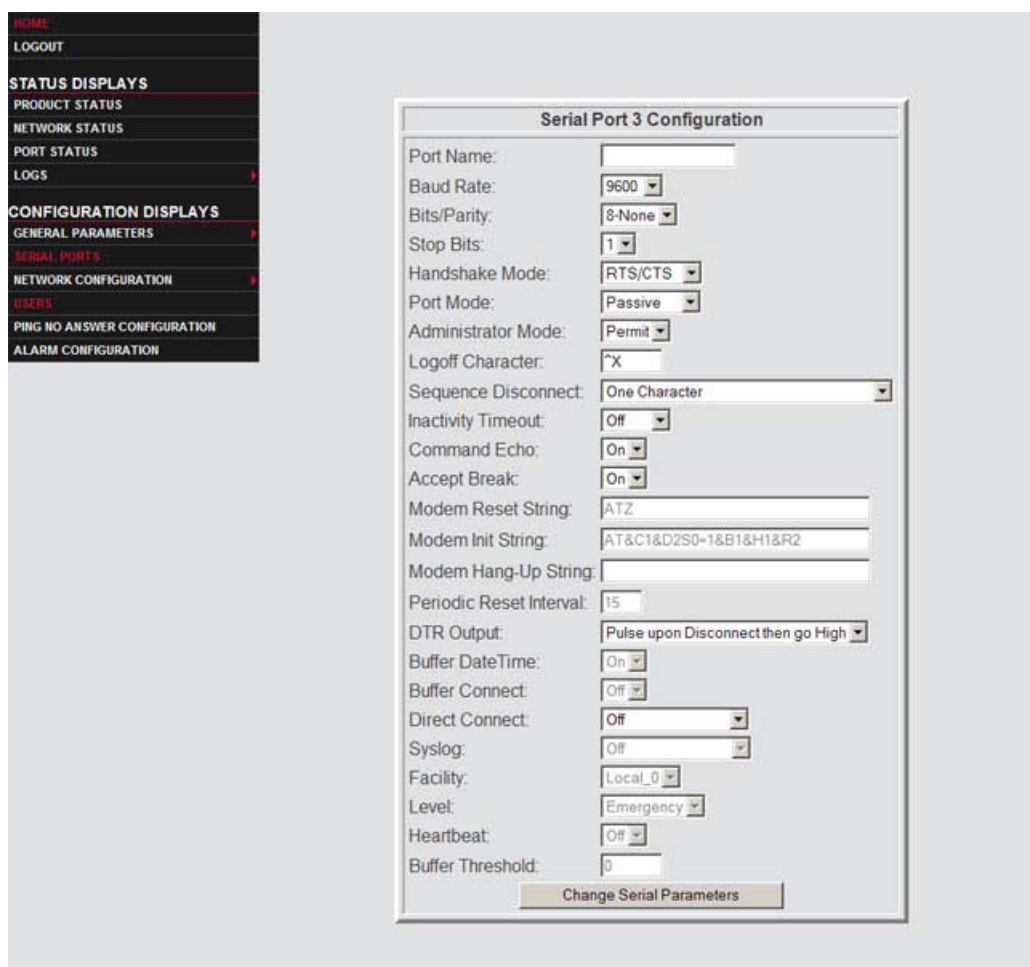 HOME
LOGOUT
STATUS DISPLAYS
PRODUCT STATUS
NETWORK STATUS
PORT STATUS
LOGS
CONFIGURATION DISPLAYS
GENERAL PARAMETERS
SERIAL PORTS
NETWORK CONFIGURATION
USERS
PING NO ANSWER CONFIGURATION
ALARM CONFIGURATION
Serial Port 3 Configuration
Port Name:
Baud Rate: 9600
Bits/Parity: 8-None
Stop Bits: 1
Handshake Mode: RTS/CTS
Port Mode: Passive
Administrator Mode: Permit
Logoff Character: ^X
Sequence Disconnect: One Character
Inactivity Timeout: Off
Command Echo: On
Accept Break: On
Modem Reset String: ATZ
Modem Init String: AT&C1&D2S0=1&B1&H1&R2
Modem Hang-Up String:
Periodic Reset Interval: 15
DTR Output: Pulse upon Disconnect then go High
Buffer DateTime: On
Buffer Connect: Off
Direct Connect: Off
Syslog: Off
Facility: Local_0
Level: Emergency
Heartbeat: Off
Buffer Threshold: 0
Change Serial Parameters